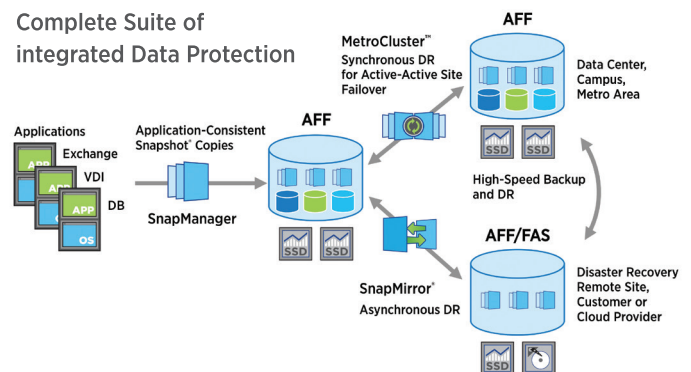 Complete Suite of
integrated Data Protection
Applications
Exchange
VDI
DB
APP
APP
APP
OS
Application-Consistent
Snapshot® Copies
SnapManager
AFF
SSD
SSD
MetroCluster™
Synchronous DR
for Active-Active Site
Failover
AFF
Data Center,
Campus,
Metro Area
SSD
SSD
High-Speed Backup
and DR
SnapMirror®
Asynchronous DR
AFF/FAS
Disaster Recovery
Remote Site,
Customer or
Cloud Provider
SSD